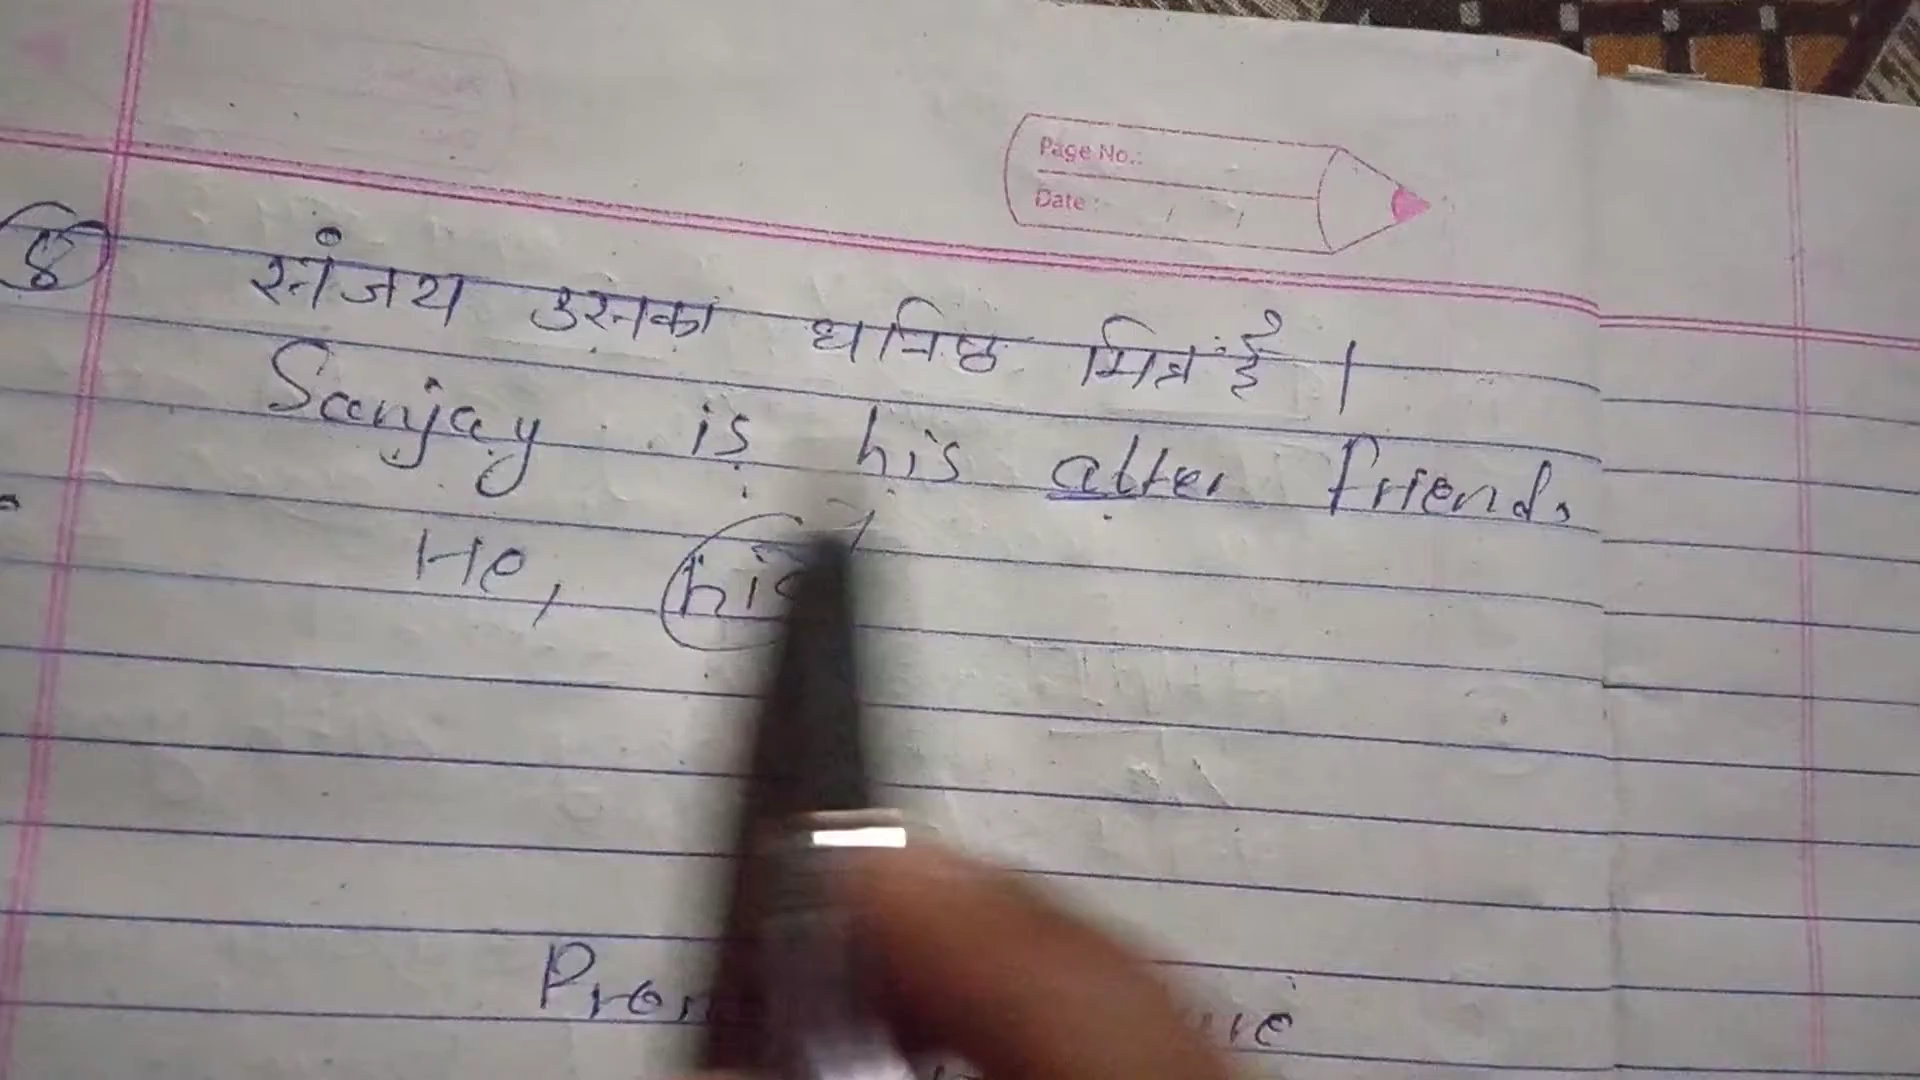 Page No.:
Date :
8 संजय उसका घनिष्ठ मित्र है।
Sanjay is his alter friend.
He, his